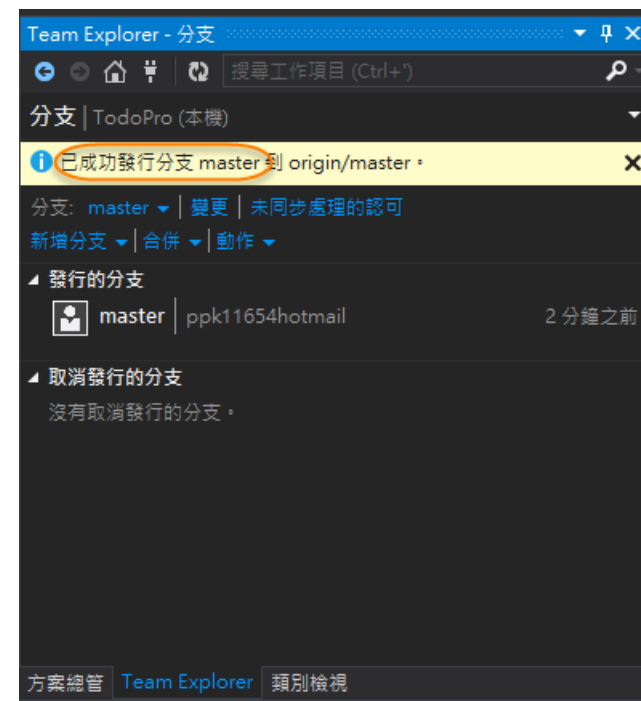 Team Explorer - 分支
搜尋工作項目 (Ctrl+')
分支 | TodoPro (本機)
已成功發行分支 master 到 origin/master。
分支: master | 變更 | 未同步處理的認可
新增分支 | 合併 | 動作
發行的分支
master | ppk11654hotmail 2 分鐘之前
取消發行的分支
沒有取消發行的分支。
方案總管 Team Explorer 類別檢視